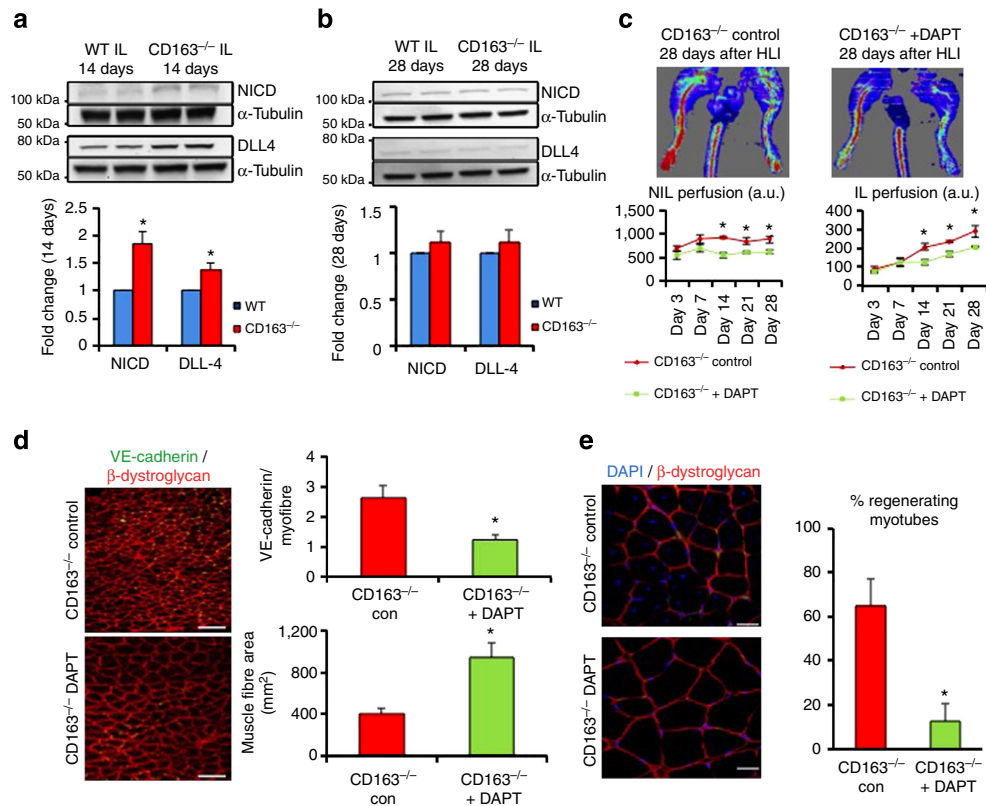 a
WT IL
14 days
CD163–/– IL
14 days
100 kDa
NICD
50 kDa
α-Tubulin
80 kDa
DLL4
50 kDa
α-Tubulin
Fold change (14 days)
2.5
2
1.5
1
0.5
0
*
*
NICD
DLL-4
WT
CD163–/–
b
WT IL
28 days
CD163–/– IL
28 days
100 kDa
NICD
50 kDa
α-Tubulin
80 kDa
DLL4
50 kDa
α-Tubulin
Fold change (28 days)
1.5
1
0.5
0
NICD
DLL-4
WT
CD163–/–
c
CD163–/– control
28 days after HLI
CD163–/– +DAPT
28 days after HLI
NIL perfusion (a.u.)
1,500
1,000
500
0
* * *
Day 3
Day 7
Day 14
Day 21
Day 28
CD163–/– control
CD163–/– + DAPT
IL perfusion (a.u.)
400
300
200
100
0
* * *
Day 3
Day 7
Day 14
Day 21
Day 28
CD163–/– control
CD163–/– + DAPT
d
VE-cadherin /
β-dystroglycan
CD163–/– control
CD163–/– DAPT
VE-cadherin/
myofibre
4
3
2
1
0
*
CD163–/–
con
CD163–/–
+ DAPT
Muscle fibre area
(mm2)
1,200
800
400
0
*
CD163–/–
con
CD163–/–
+ DAPT
e
DAPI / β-dystroglycan
CD163–/– control
CD163–/– DAPT
% regenerating
myotubes
100
80
60
40
20
0
*
CD163–/–
con
CD163–/–
+ DAPT